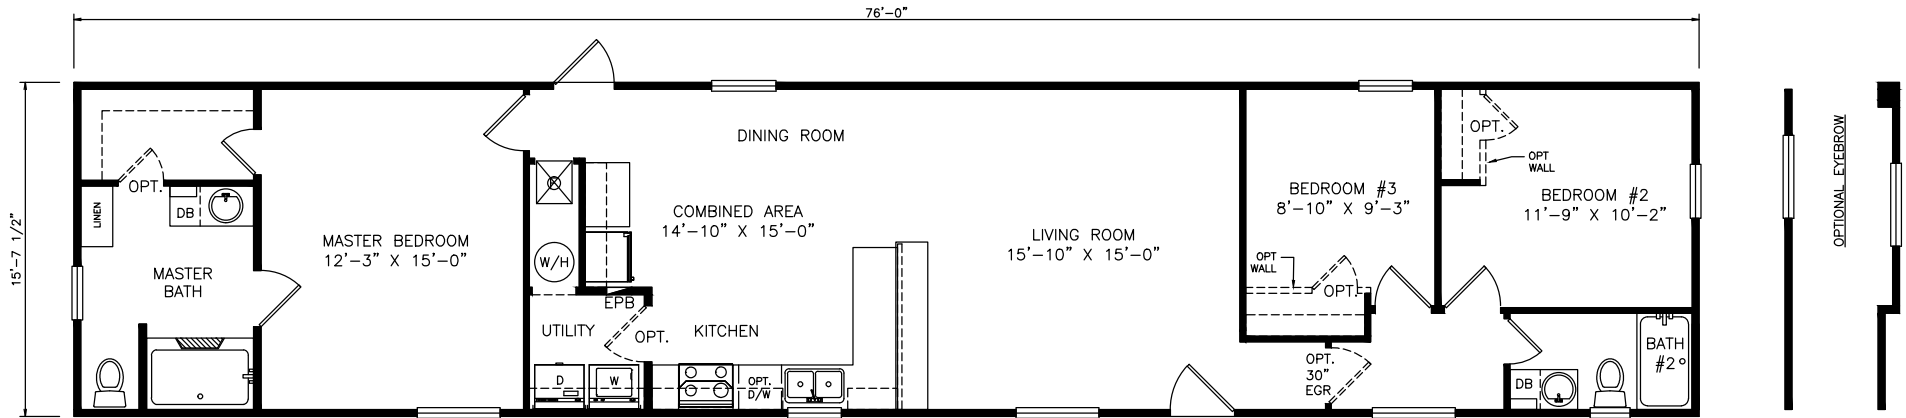 76'-0"
15'-7 1/2"
OPT.
LINEN
DB
MASTER
BATH
MASTER BEDROOM
12'-3" X 15'-0"
W/H
EPB
UTILITY
OPT.
D
W
KITCHEN
OPT.
D/W
DINING ROOM
COMBINED AREA
14'-10" X 15'-0"
LIVING ROOM
15'-10" X 15'-0"
BEDROOM #3
8'-10" X 9'-3"
OPT
WALL
OPT.
OPT.
30"
EGR
OPT.
OPT
WALL
BEDROOM #2
11'-9" X 10'-2"
DB
BATH
#2
OPTIONAL EYEBROW